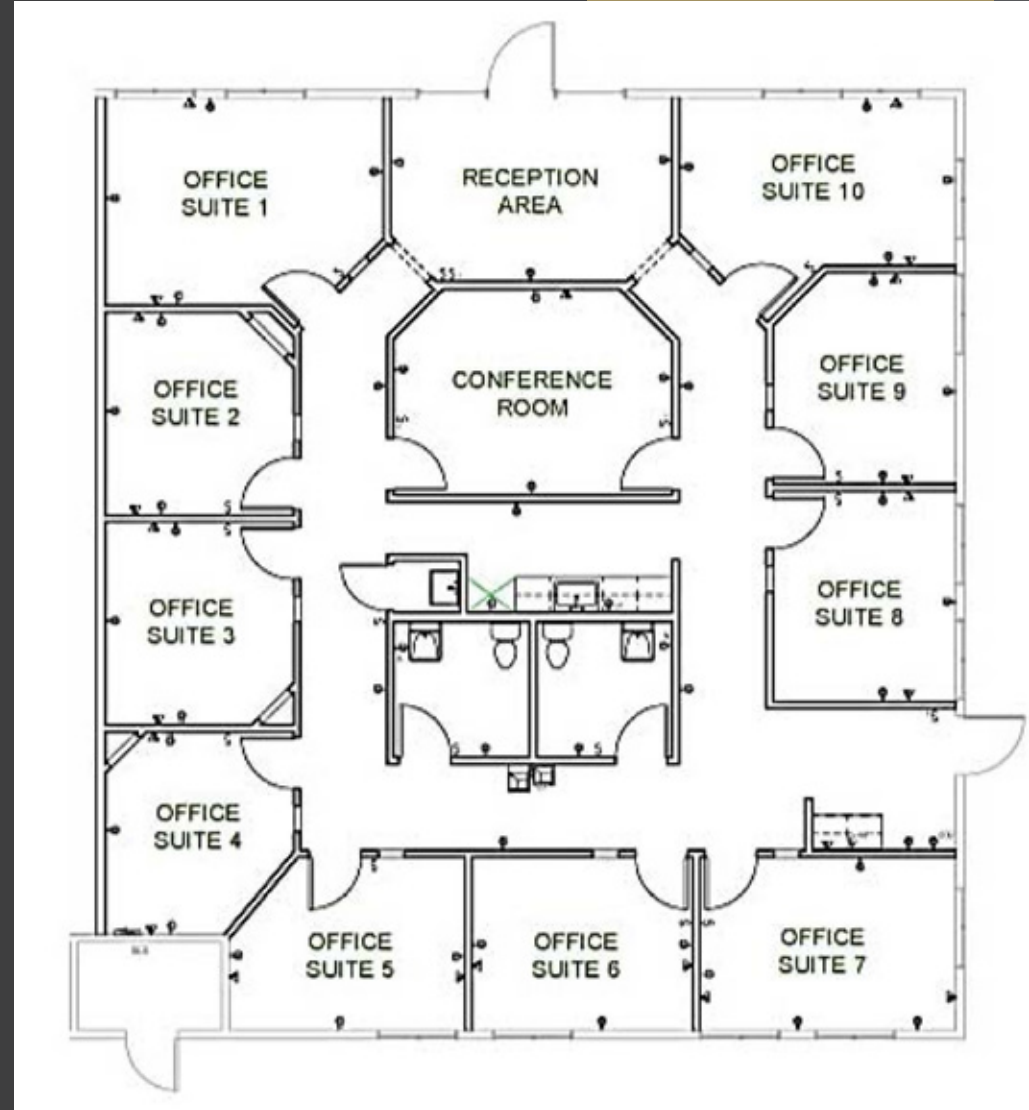 OFFICE
SUITE 1
RECEPTION
AREA
OFFICE
SUITE 10
OFFICE
SUITE 2
CONFERENCE
ROOM
OFFICE
SUITE 9
OFFICE
SUITE 3
OFFICE
SUITE 8
OFFICE
SUITE 4
OFFICE
SUITE 5
OFFICE
SUITE 6
OFFICE
SUITE 7